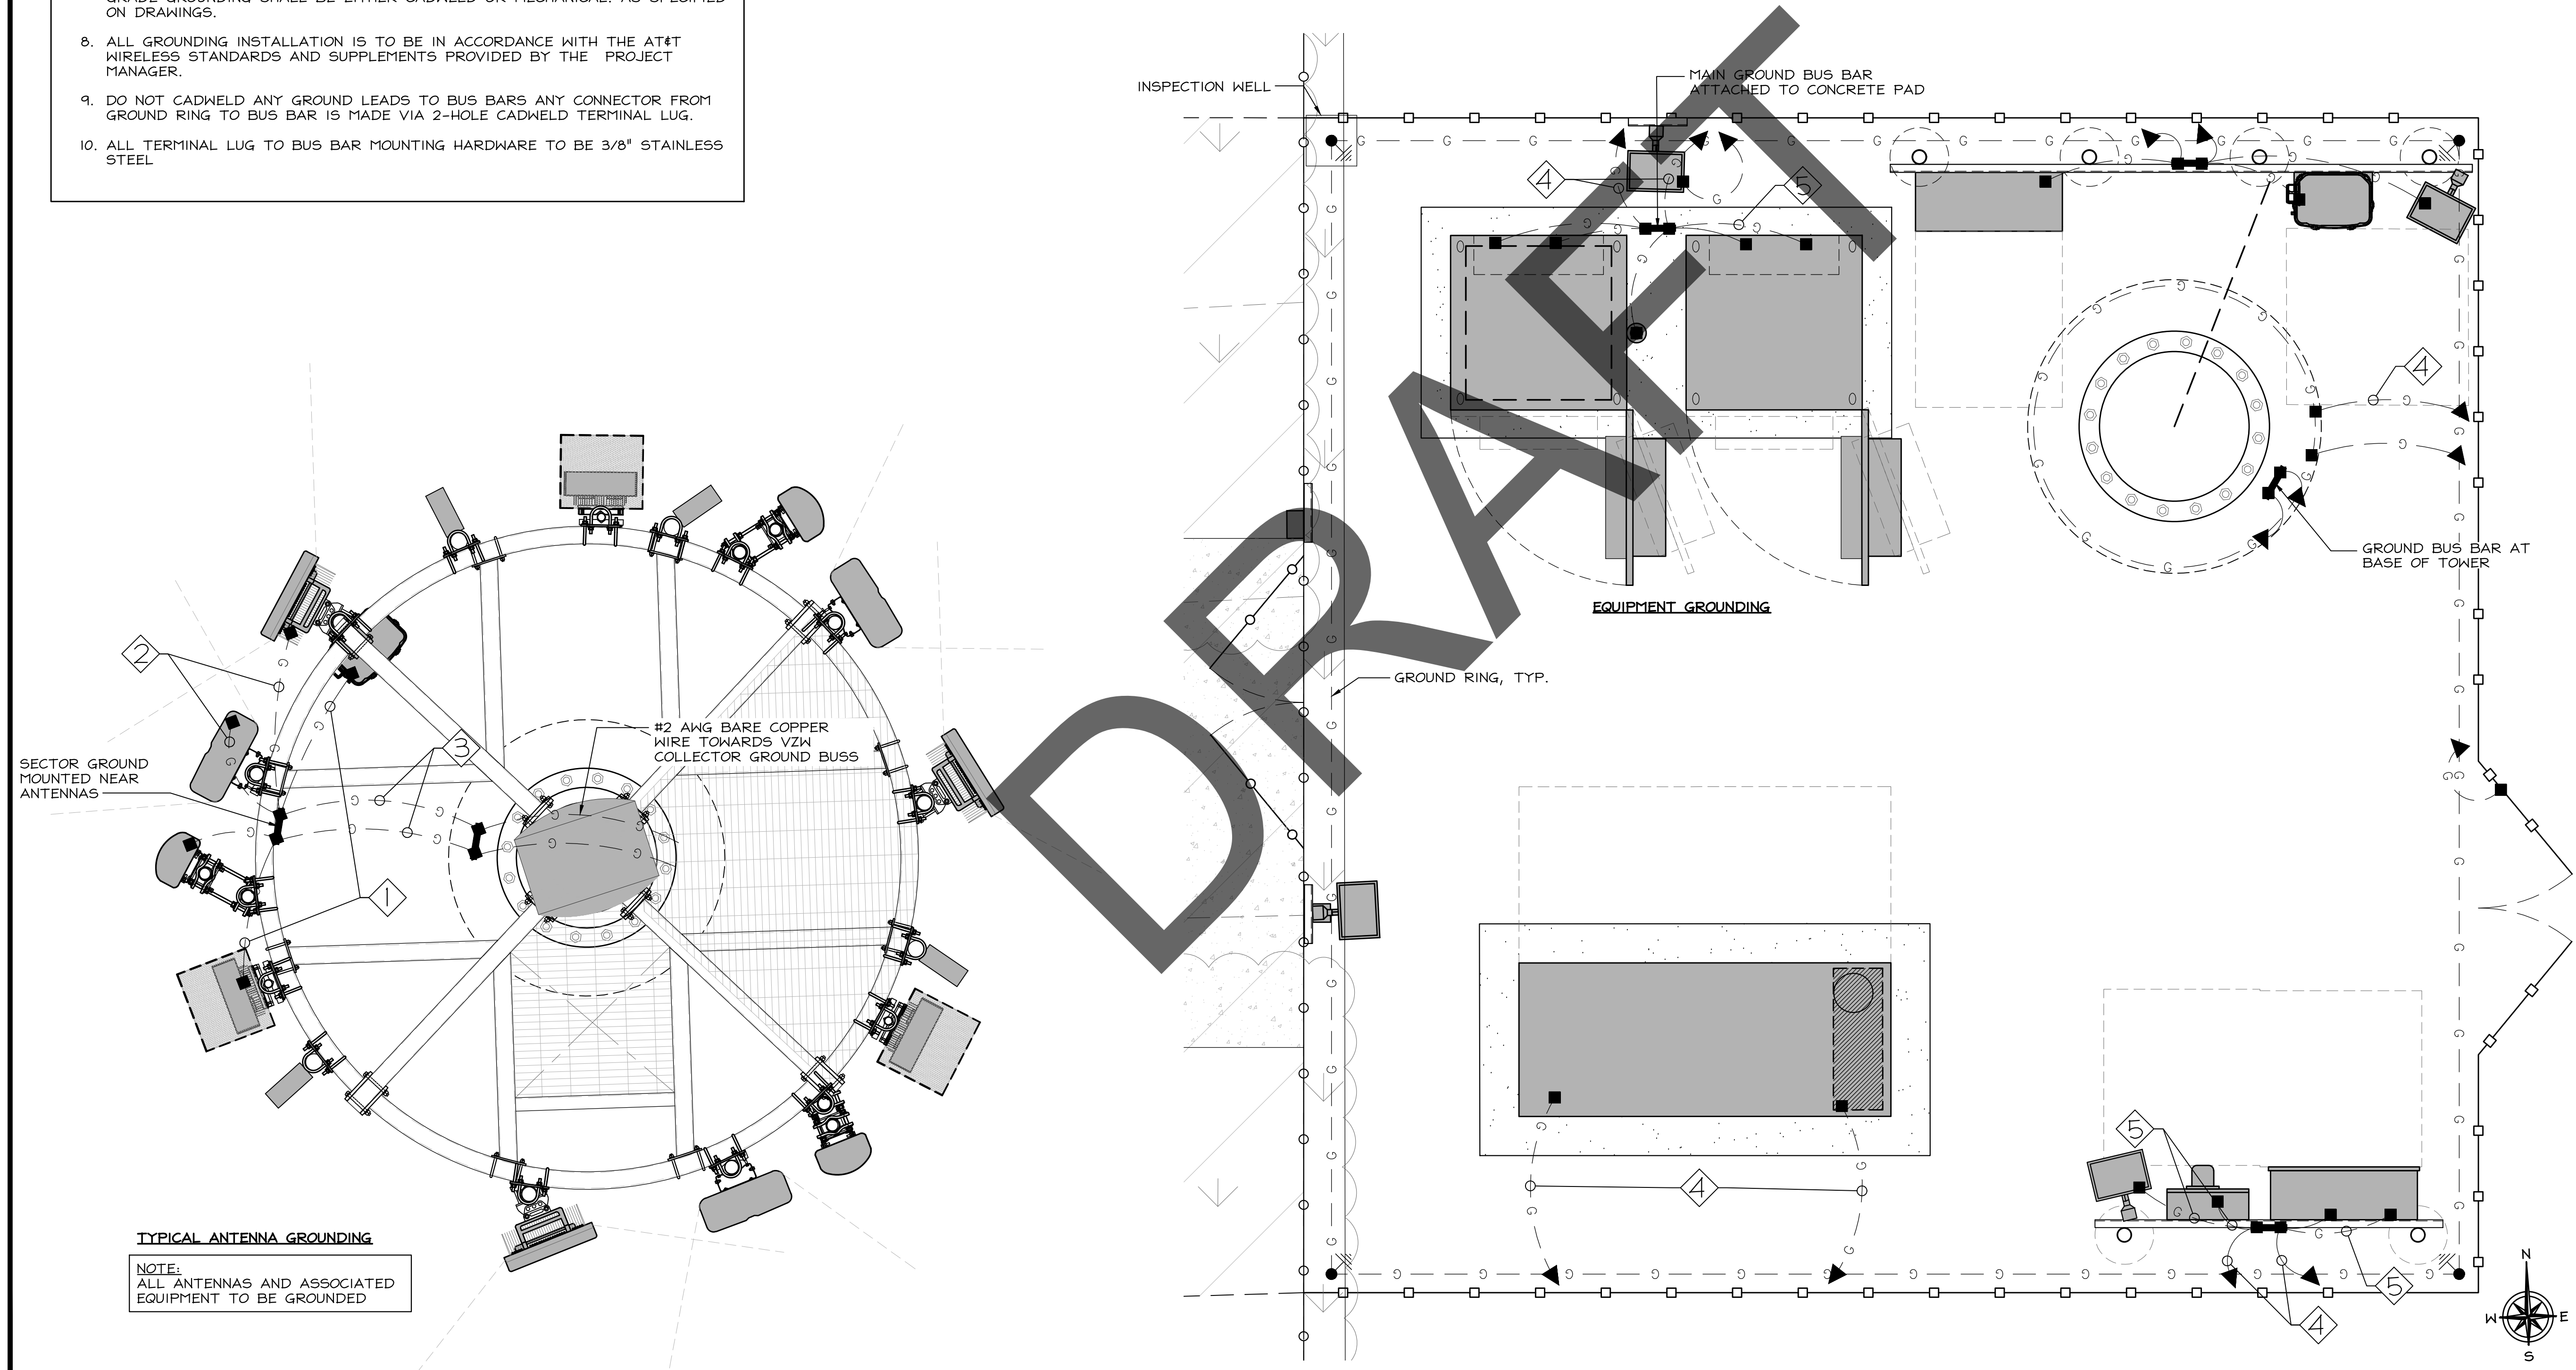 GRADE GROUNDING SHALL BE EITHER CADWELD OR MECHANICAL. AS SPECIFIED
ON DRAWINGS.
8. ALL GROUNDING INSTALLATION IS TO BE IN ACCORDANCE WITH THE AT&T
WIRELESS STANDARDS AND SUPPLEMENTS PROVIDED BY THE PROJECT
MANAGER.
9. DO NOT CADWELD ANY GROUND LEADS TO BUS BARS ANY CONNECTOR FROM
GROUND RING TO BUS BAR IS MADE VIA 2-HOLE CADWELD TERMINAL LUG.
10. ALL TERMINAL LUG TO BUS BAR MOUNTING HARDWARE TO BE 3/8" STAINLESS
STEEL
2
SECTOR GROUND
MOUNTED NEAR
ANTENNAS
3
#2 AWG BARE COPPER
WIRE TOWARDS VZW
COLLECTOR GROUND BUSS
1
TYPICAL ANTENNA GROUNDING
NOTE:
ALL ANTENNAS AND ASSOCIATED
EQUIPMENT TO BE GROUNDED
DRAFT
INSPECTION WELL
MAIN GROUND BUS BAR
ATTACHED TO CONCRETE PAD
4
5
4
GROUND BUS BAR AT
BASE OF TOWER
EQUIPMENT GROUNDING
GROUND RING, TYP.
4
5
5
4
N
W
E
S